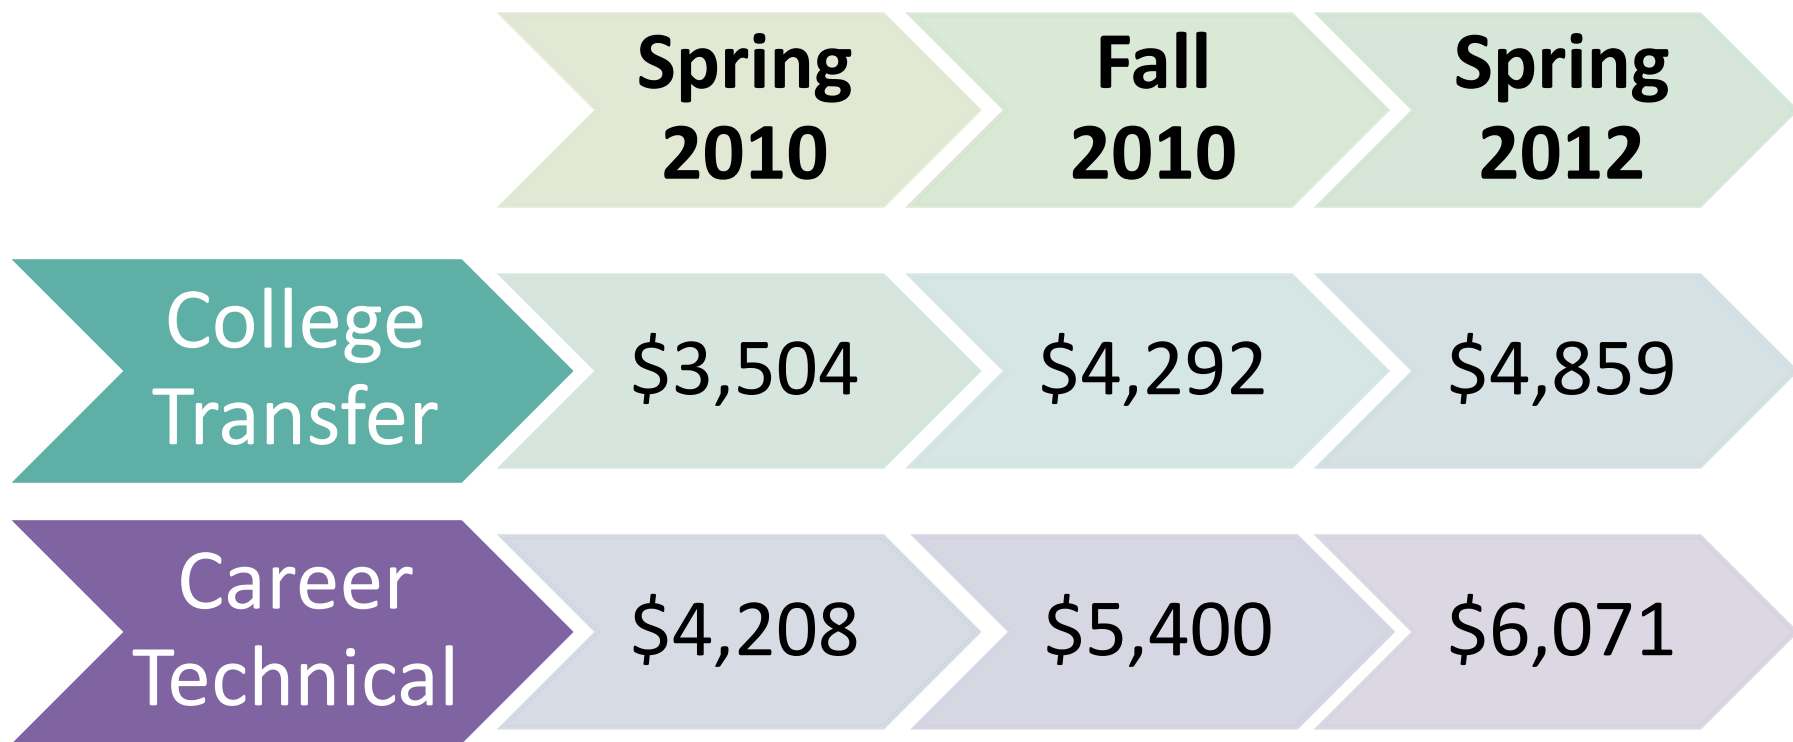 Spring
2010
Fall
2010
Spring
2012
College
Transfer
$3,504
$4,292
$4,859
Career
Technical
$4,208
$5,400
$6,071